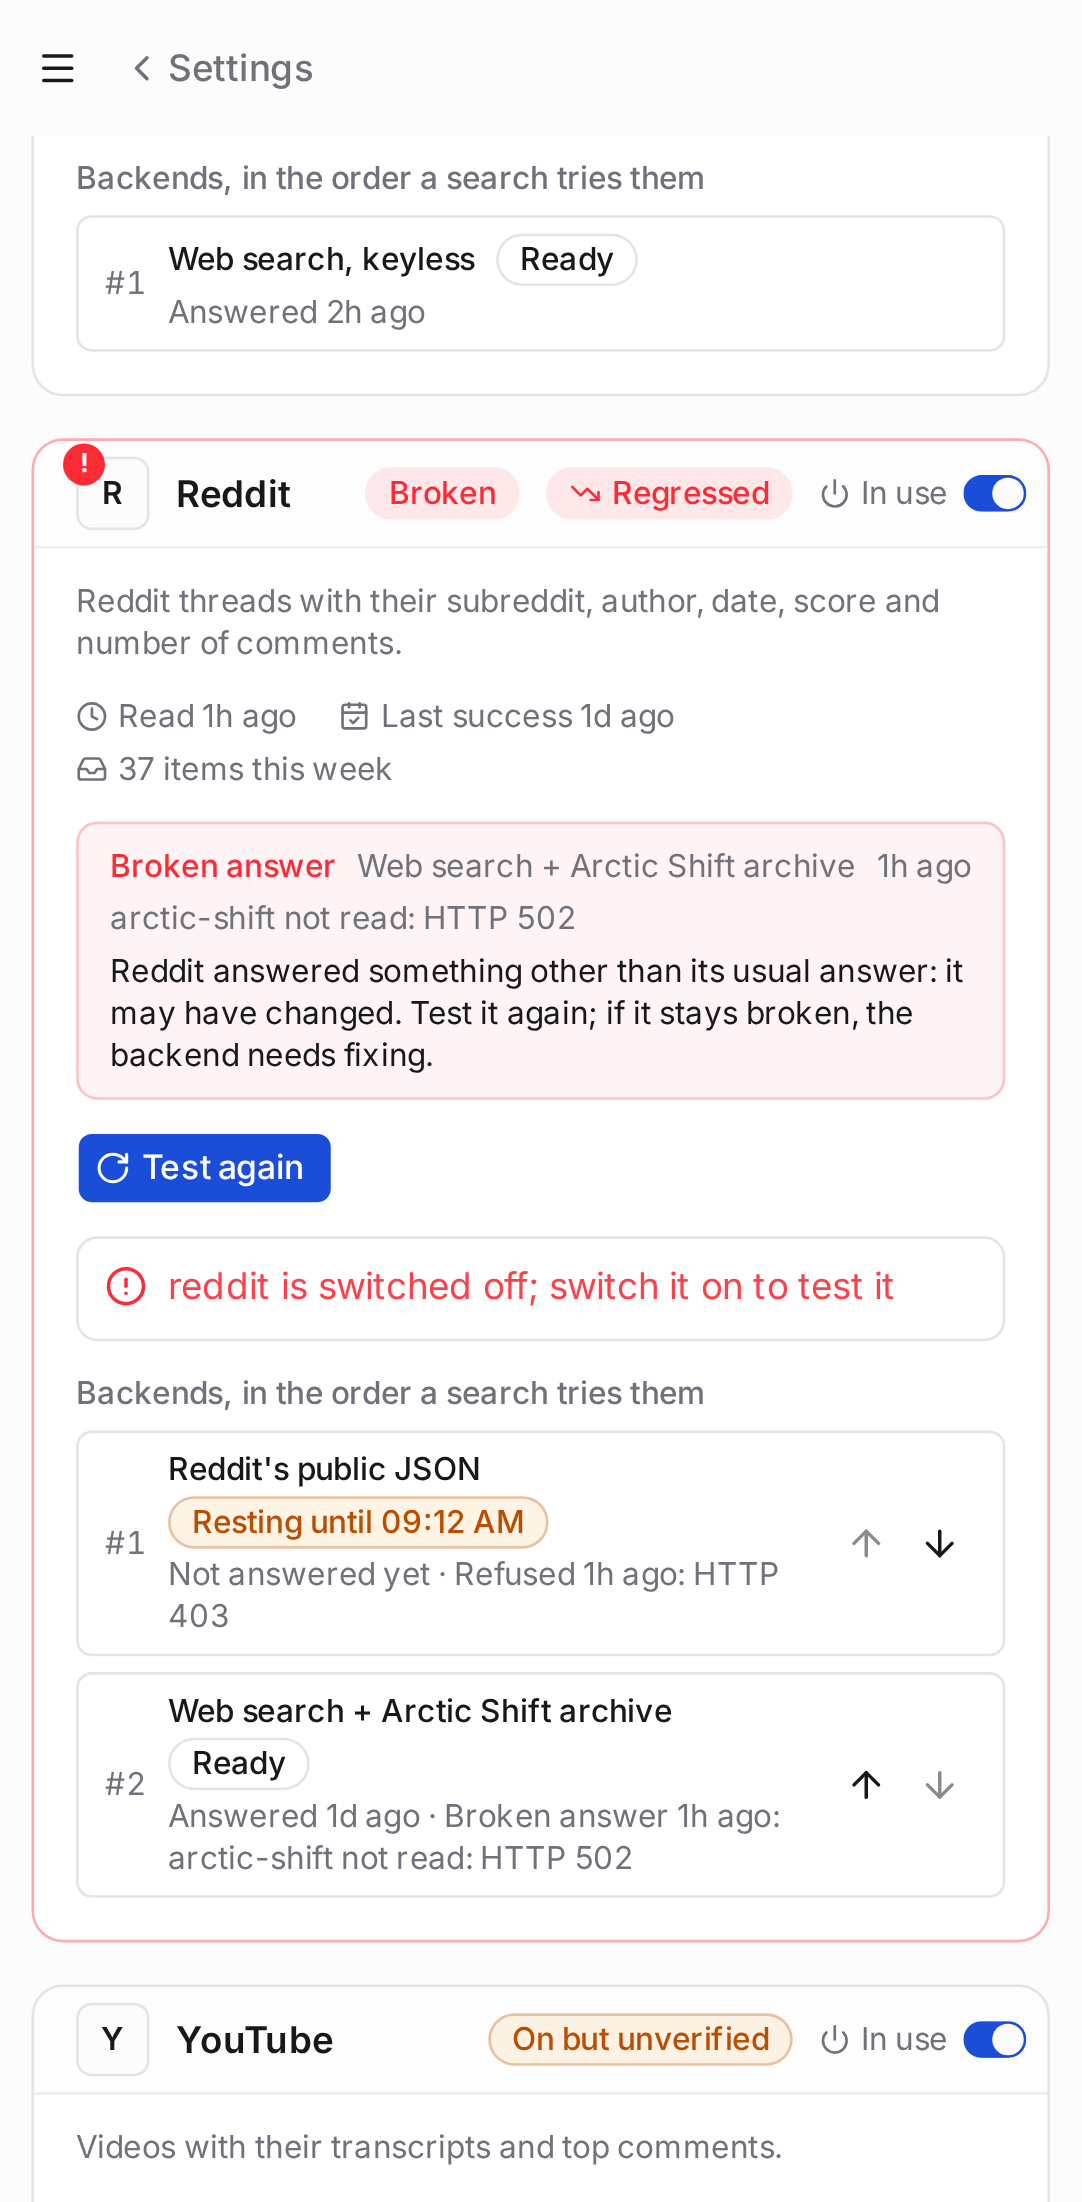 Settings
Backends, in the order a search tries them
#1
Web search, keyless Ready
Answered 2h ago
!
R Reddit Broken Regressed In use
Reddit threads with their subreddit, author, date, score and
number of comments.
Read 1h ago Last success 1d ago
37 items this week
Broken answer Web search + Arctic Shift archive 1h ago
arctic-shift not read: HTTP 502
Reddit answered something other than its usual answer: it
may have changed. Test it again; if it stays broken, the
backend needs fixing.
Test again
reddit is switched off; switch it on to test it
Backends, in the order a search tries them
#1
Reddit's public JSON
Resting until 09:12 AM
Not answered yet · Refused 1h ago: HTTP
403
#2
Web search + Arctic Shift archive
Ready
Answered 1d ago · Broken answer 1h ago:
arctic-shift not read: HTTP 502
Y YouTube On but unverified In use
Videos with their transcripts and top comments.